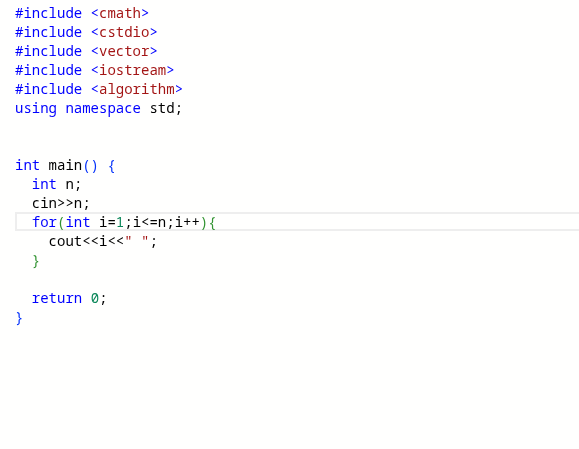 #include <cmath>
#include <cstdio>
#include <vector>
#include <iostream>
#include <algorithm>
using namespace std;
int main() {
int n;
cin>>n;
for(int i=1;i<=n;i++){
cout<<i<<" ";
}
return 0;
}